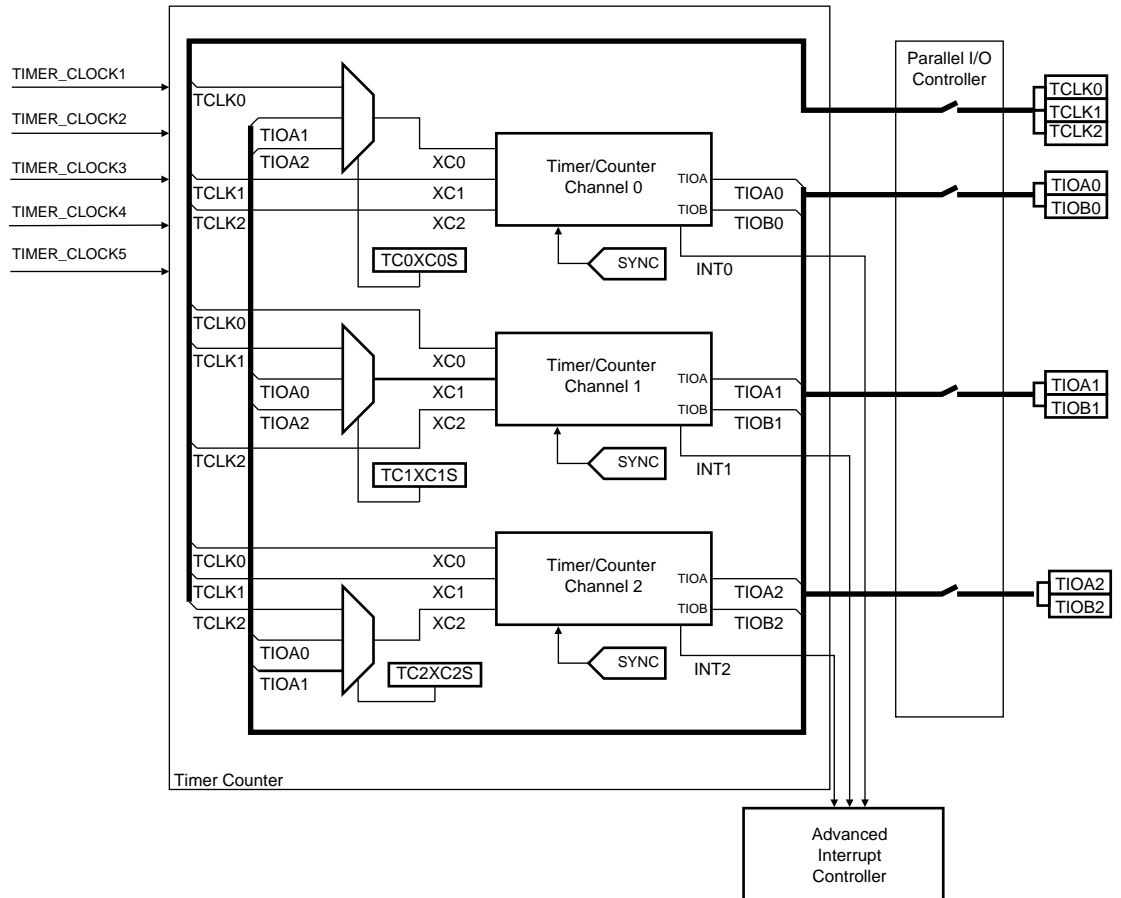 TIMER_CLOCK1
TIMER_CLOCK2
TIMER_CLOCK3
TIMER_CLOCK4
TIMER_CLOCK5
TCLK0
TIOA1
TIOA2
TCLK1
TCLK2
XC0
XC1
XC2
TC0XC0S
Timer/Counter
Channel 0
TIOA
TIOB
TIOA0
TIOB0
SYNC
INT0
TCLK0
TCLK1
TIOA0
TIOA2
TCLK2
XC0
XC1
XC2
TC1XC1S
Timer/Counter
Channel 1
TIOA
TIOB
TIOA1
TIOB1
SYNC
INT1
TCLK0
TCLK1
TCLK2
TIOA0
TIOA1
XC0
XC1
XC2
TC2XC2S
Timer/Counter
Channel 2
TIOA
TIOB
TIOA2
TIOB2
SYNC
INT2
Timer Counter
Parallel I/O
Controller
TCLK0
TCLK1
TCLK2
TIOA0
TIOB0
TIOA1
TIOB1
TIOA2
TIOB2
Advanced
Interrupt
Controller